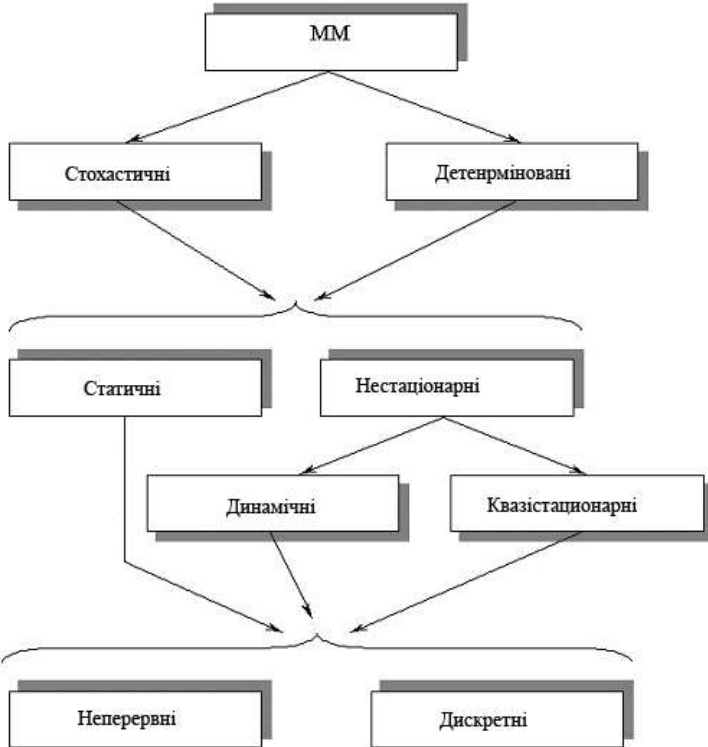 ММ
Стохастичні
Детенрміновані
Статичні
Нестаціонарні
Динамічні
Квазістационарні
Неперервні
Дискретні